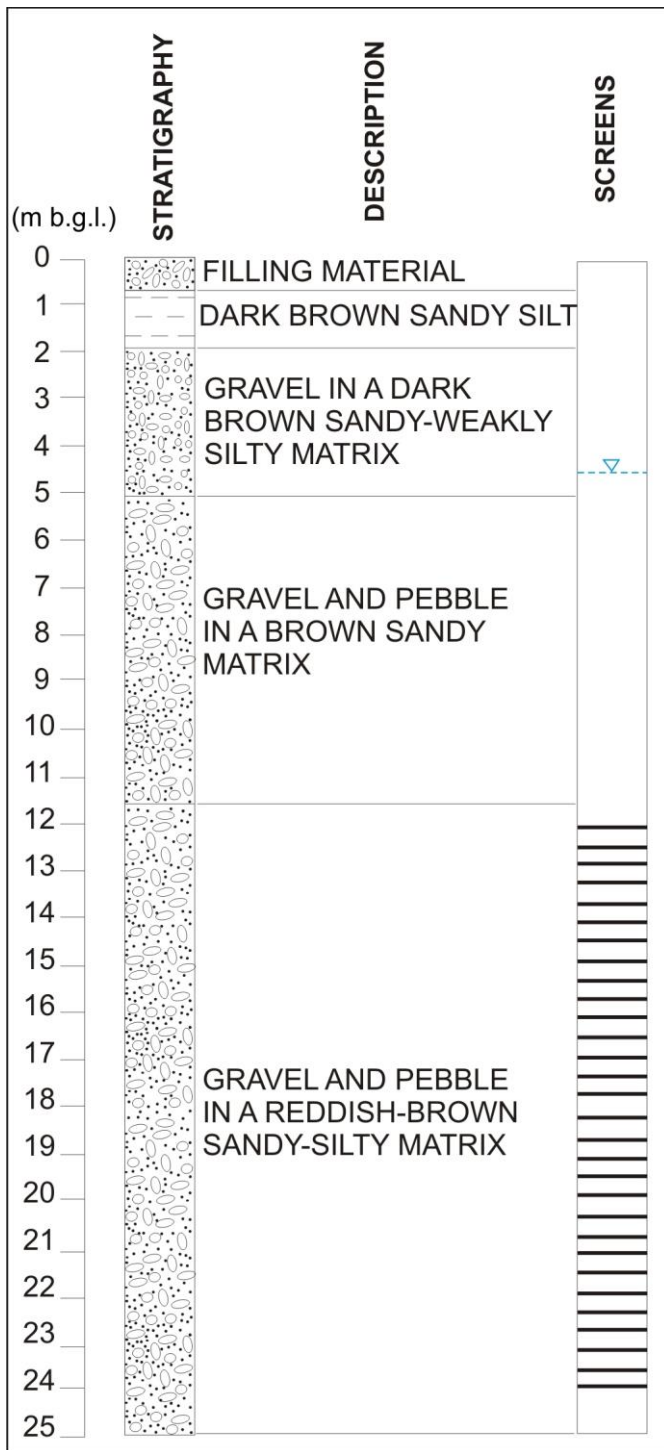 STRATIGRAPHY
DESCRIPTION
SCREENS
(m b.g.l.)
0
FILLING MATERIAL
1
DARK BROWN SANDY SILT
2
3
4
5
GRAVEL IN A DARK
BROWN SANDY-WEAKLY
SILTY MATRIX
6
7
8
9
10
11
GRAVEL AND PEBBLE
IN A BROWN SANDY
MATRIX
12
13
14
15
16
17
18
19
20
21
22
23
24
25
GRAVEL AND PEBBLE
IN A REDDISH-BROWN
SANDY-SILTY MATRIX